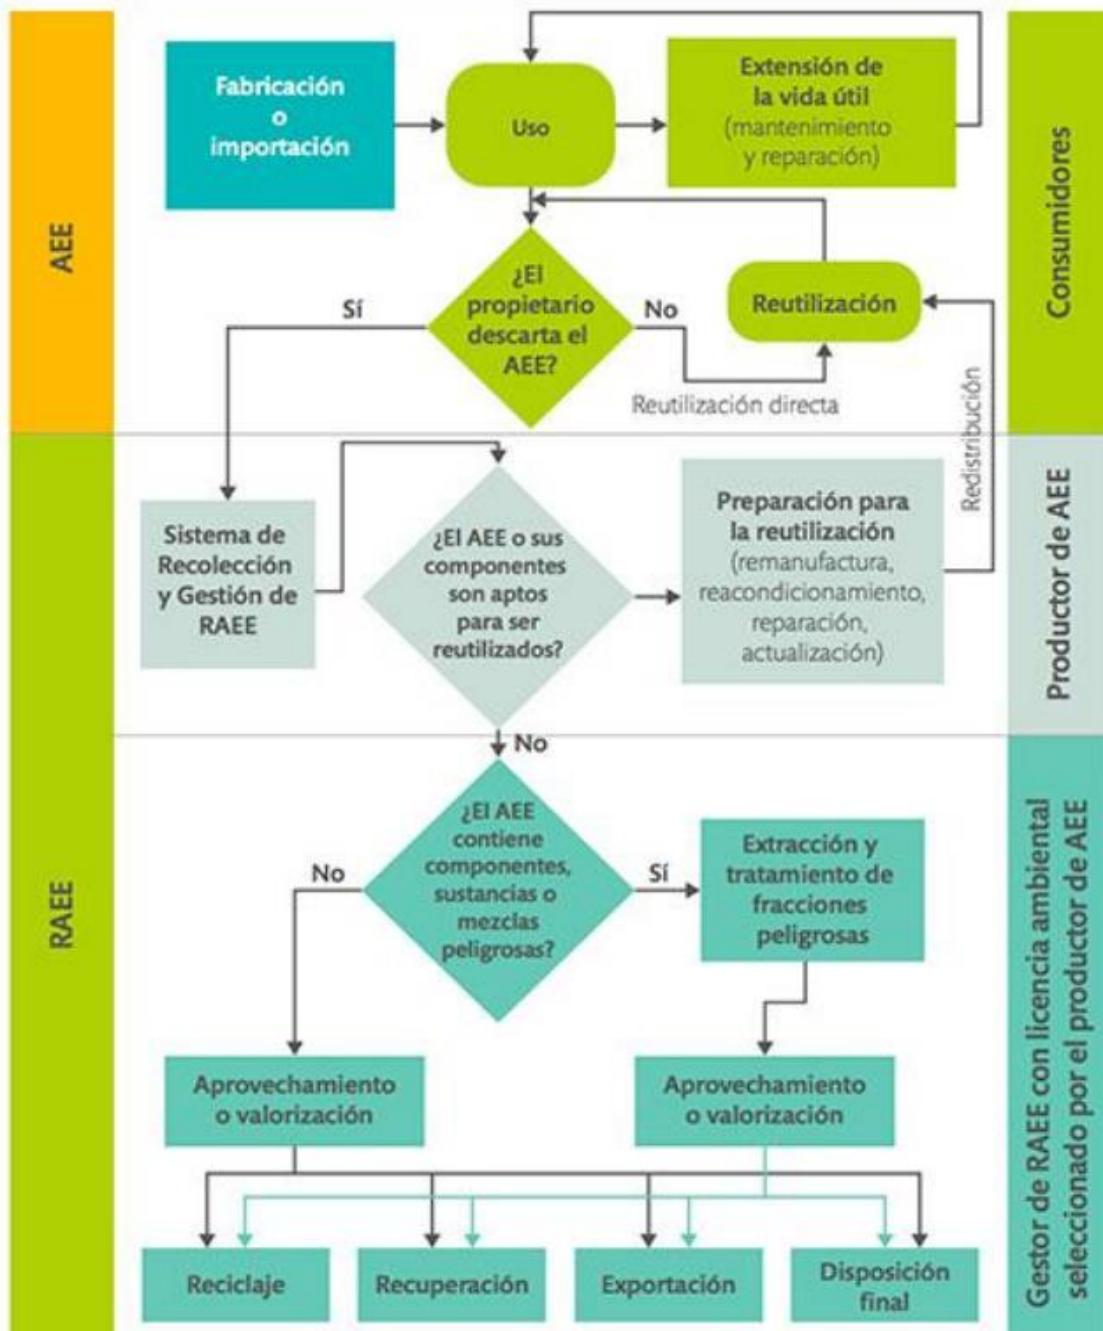 AEE
Fabricación
o
importación
Uso
Extensión de
la vida útil
(mantenimiento
y reparación)
Consumidores
¿El
propietario
descarta el
AEE?
Sí
No
Reutilización
Reutilización directa
Redistribución
RAEE
Sistema de
Recolección
y Gestión de
RAEE
¿El AEE o sus
componentes
son aptos
para ser
reutilizados?
Preparación para
la reutilización
(remanufactura,
reacondicionamiento,
reparación,
actualización)
Productor de AEE
No
¿El AEE
contiene
componentes,
sustancias o
mezclas
peligrosas?
No
Sí
Extracción y
tratamiento de
fracciones
peligrosas
Gestor de RAEE con licencia ambiental
seleccionado por el productor de AEE
Aprovechamiento
o valorización
Aprovechamiento
o valorización
Reciclaje
Recuperación
Exportación
Disposición
final